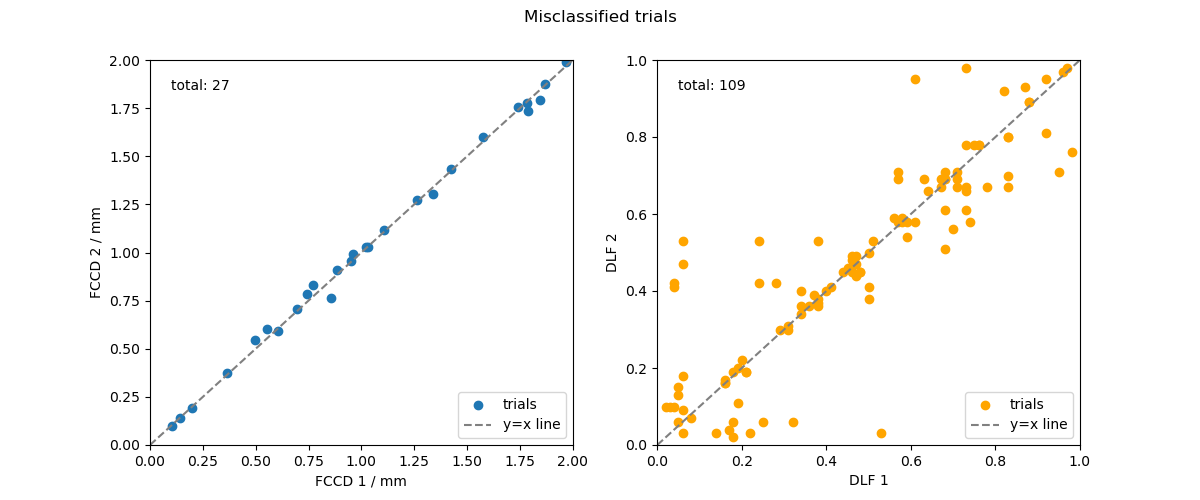 Misclassified trials
total: 27
2.00
1.75
1.50
1.25
1.00
0.75
0.50
0.25
0.00
FCCD 2 / mm
trials
y=x line
0.00 0.25 0.50 0.75 1.00 1.25 1.50 1.75 2.00
FCCD 1 / mm
total: 109
1.0
0.8
0.6
0.4
0.2
0.0
DLF 2
trials
y=x line
0.0 0.2 0.4 0.6 0.8 1.0
DLF 1